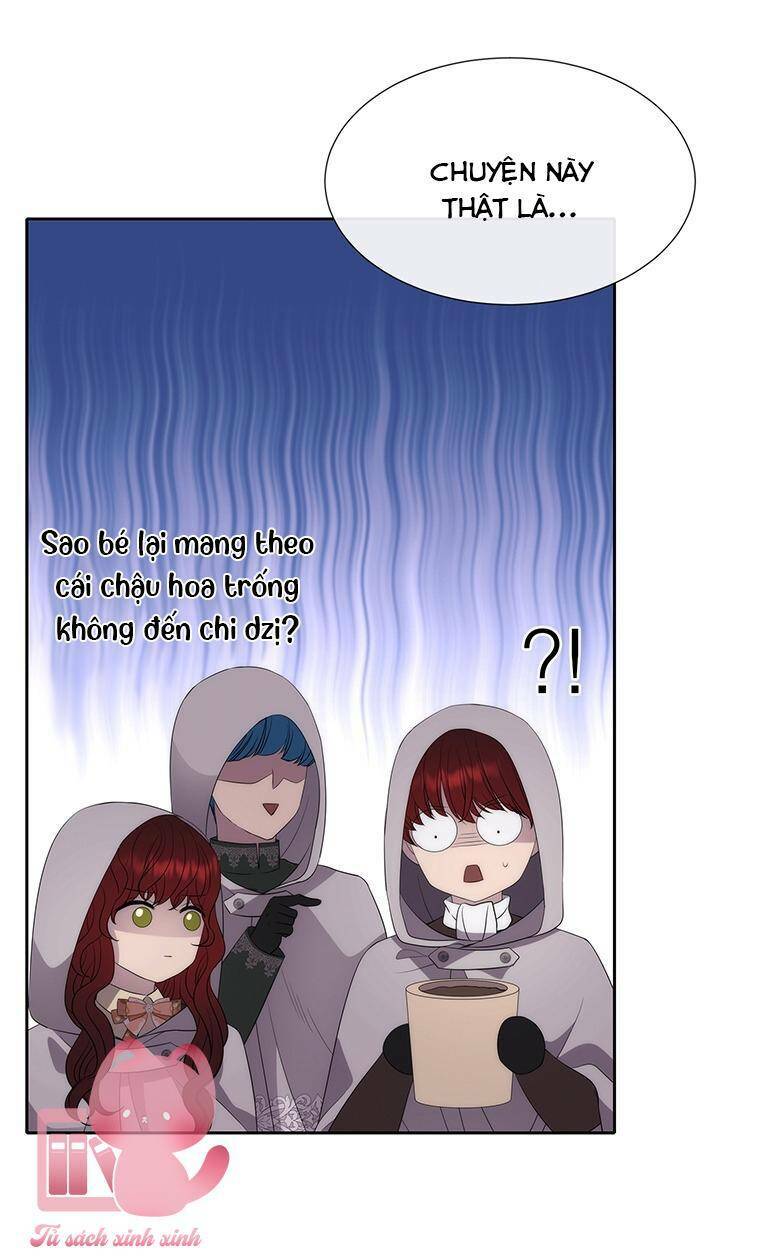 CHUYỆN NÀY
THẬT LÀ...
Sao bé lại mang theo
cái chậu hoa trống
không đến chi dzị?
?!
Tủ sách xinh xinh